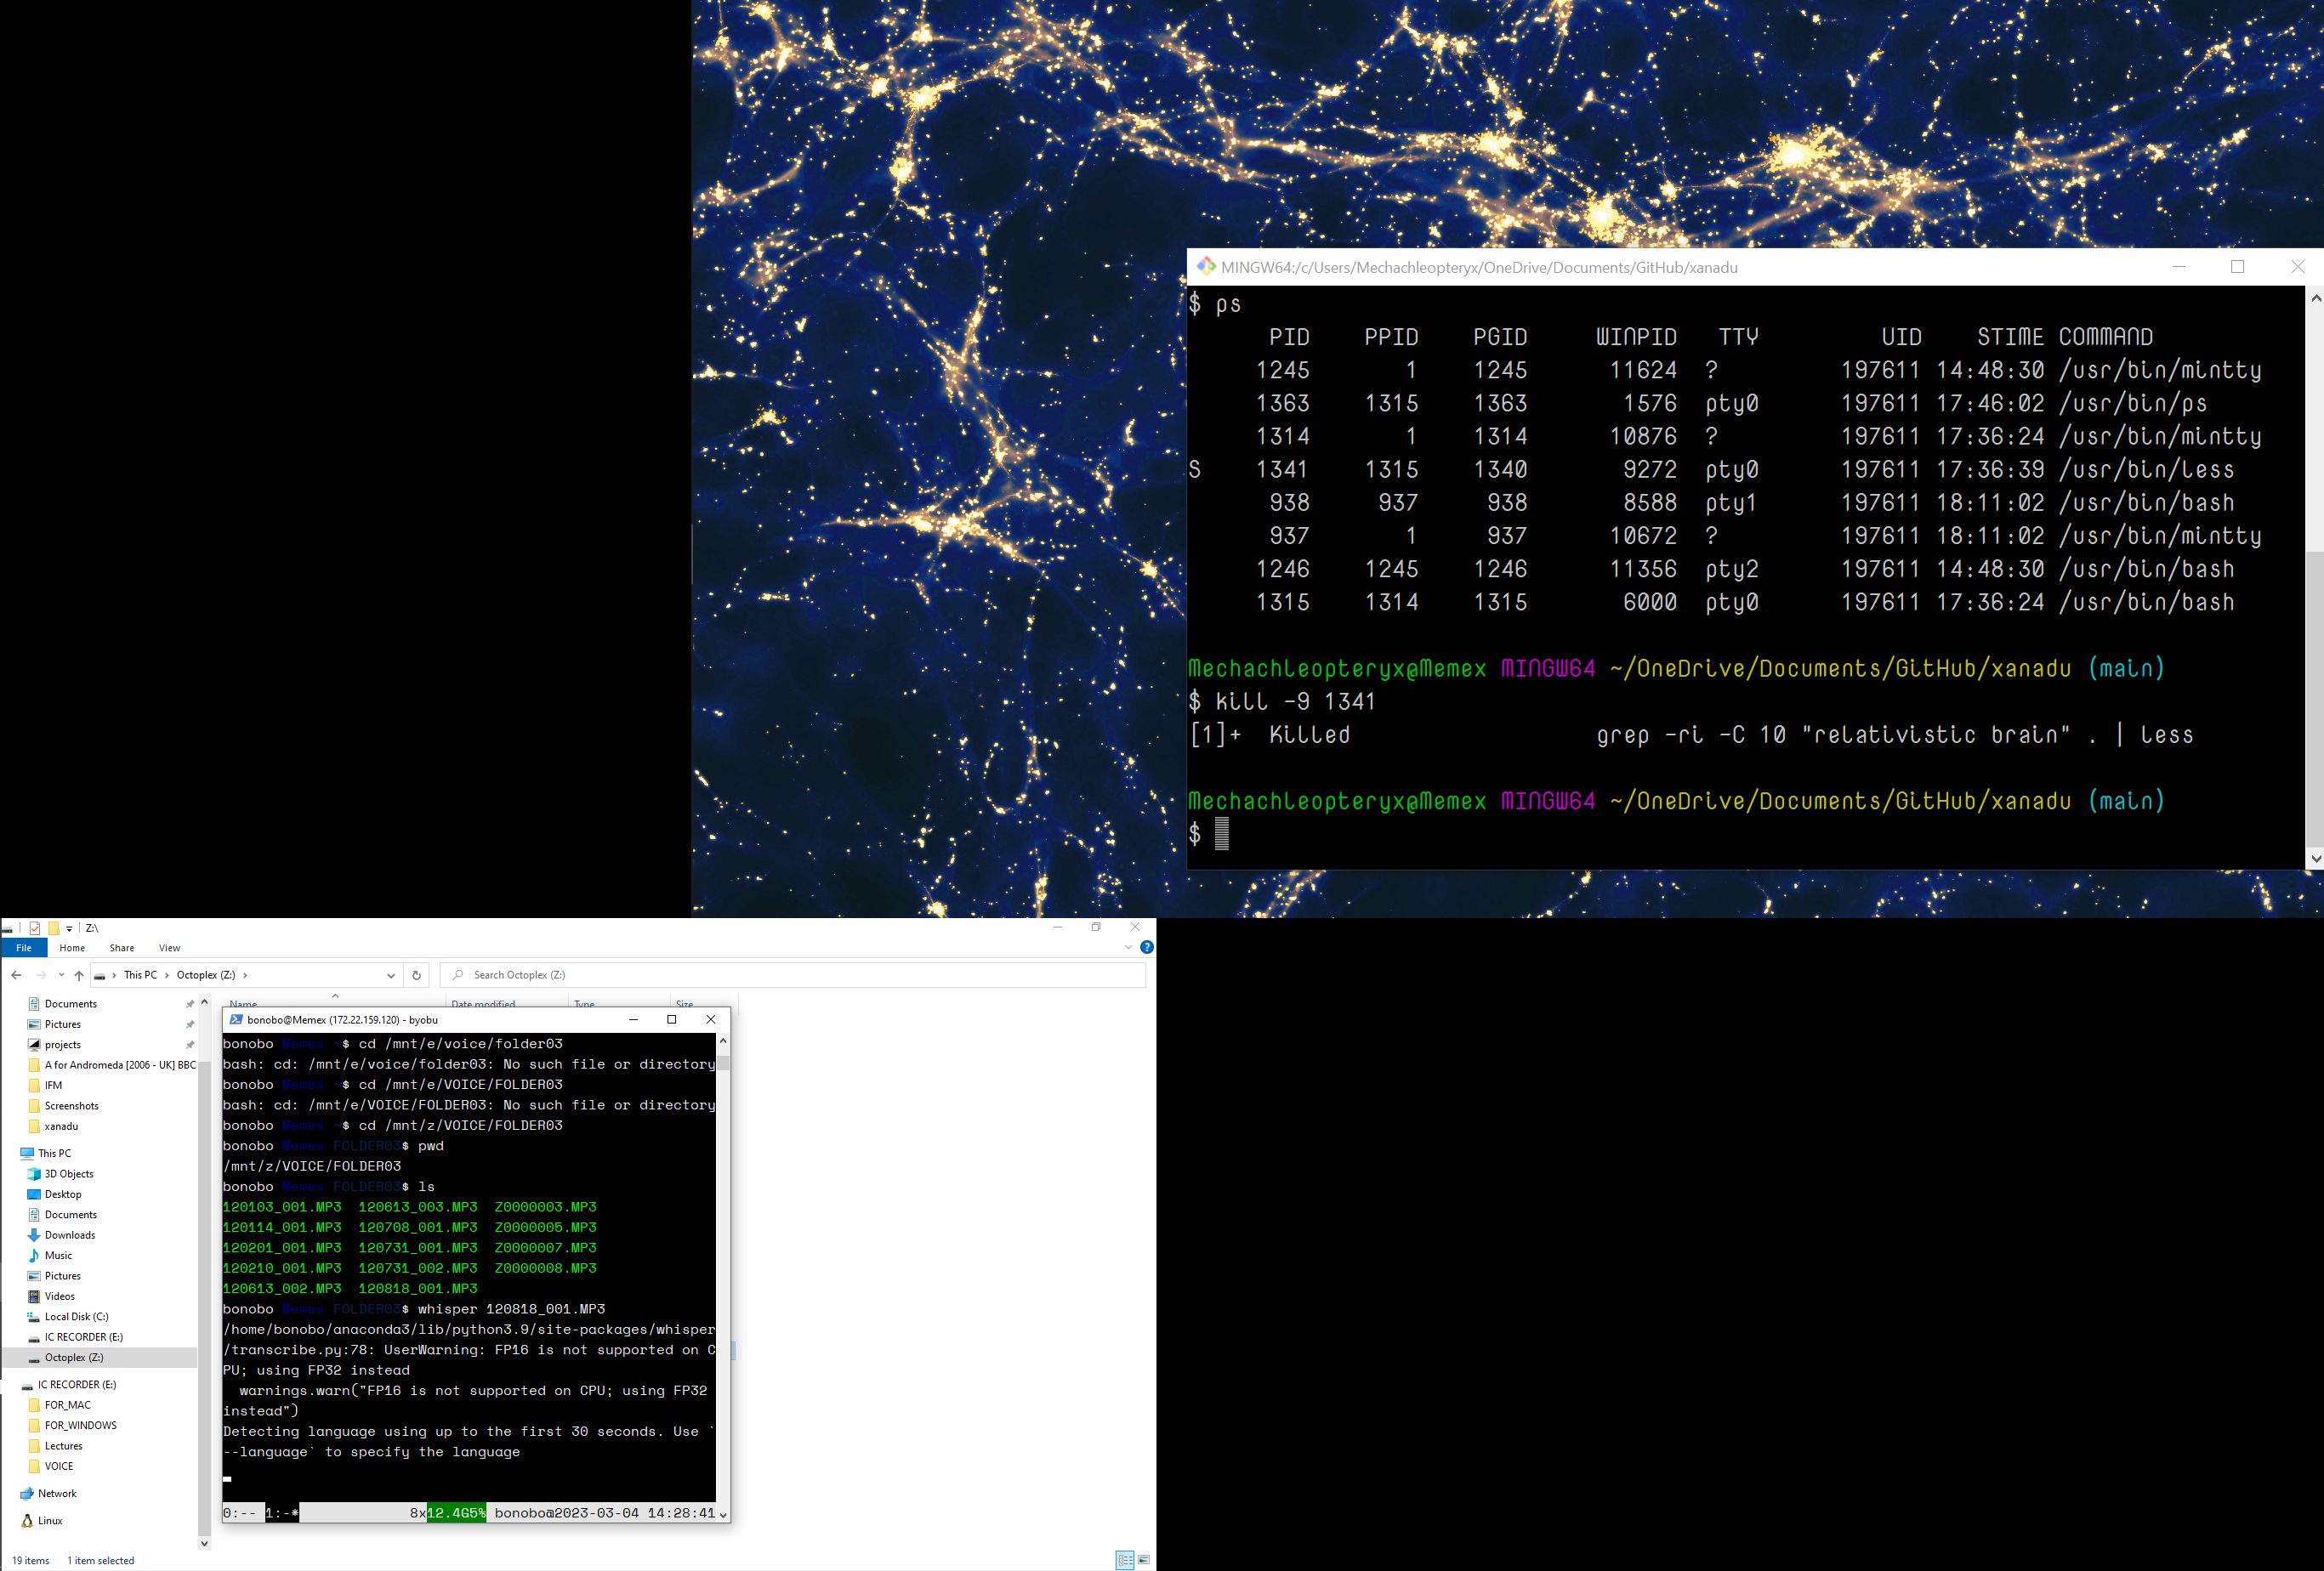 MINGW64:/c/Users/Mechachleopteryx/OneDrive/Documents/GitHub/xanadu
$ ps
PID PPID PGID WINPID TTY UID STIME COMMAND
1245 1 1245 11624 ? 197611 14:48:30 /usr/bin/mintty
1363 1315 1363 1576 pty0 197611 17:46:02 /usr/bin/ps
1314 1 1314 10876 ? 197611 17:36:24 /usr/bin/mintty
S 1341 1315 1340 9272 pty0 197611 17:36:39 /usr/bin/less
938 937 938 8588 pty1 197611 18:11:02 /usr/bin/bash
937 1 937 10672 ? 197611 18:11:02 /usr/bin/mintty
1246 1245 1246 11356 pty2 197611 14:48:30 /usr/bin/bash
1315 1314 1315 6000 pty0 197611 17:36:24 /usr/bin/bash
Mechachleopteryx@Memex MINGW64 ~/OneDrive/Documents/GitHub/xanadu (main)
$ kill -9 1341
[1]+ Killed grep -ri -C 10 "relativistic brain" . | less
Mechachleopteryx@Memex MINGW64 ~/OneDrive/Documents/GitHub/xanadu (main)
$
Z:\
File Home Share View
This PC > Octoplex (Z:) >
Search Octoplex (Z:)
Documents
Pictures
projects
A for Andromeda [2006 - UK] BBC
IFM
Screenshots
xanadu
This PC
3D Objects
Desktop
Documents
Downloads
Music
Pictures
Videos
Local Disk (C:)
IC RECORDER (E:)
Octoplex (Z:)
IC RECORDER (E:)
FOR_MAC
FOR_WINDOWS
Lectures
VOICE
Network
Linux
19 items 1 item selected
Name Date modified Type Size
bonobo@Memex (172.22.159.120) - byobu
bonobo Memex ~$ cd /mnt/e/voice/folder03
bash: cd: /mnt/e/voice/folder03: No such file or directory
bonobo Memex ~$ cd /mnt/e/VOICE/FOLDER03
bash: cd: /mnt/e/VOICE/FOLDER03: No such file or directory
bonobo Memex ~$ cd /mnt/z/VOICE/FOLDER03
bonobo Memex FOLDER03$ pwd
/mnt/z/VOICE/FOLDER03
bonobo Memex FOLDER03$ ls
120103_001.MP3 120613_003.MP3 Z0000003.MP3
120114_001.MP3 120708_001.MP3 Z0000005.MP3
120201_001.MP3 120731_001.MP3 Z0000007.MP3
120210_001.MP3 120731_002.MP3 Z0000008.MP3
120613_002.MP3 120818_001.MP3
bonobo Memex FOLDER03$ whisper 120818_001.MP3
/home/bonobo/anaconda3/lib/python3.9/site-packages/whisper
/transcribe.py:78: UserWarning: FP16 is not supported on C
PU; using FP32 instead
warnings.warn("FP16 is not supported on CPU; using FP32
instead")
Detecting language using up to the first 30 seconds. Use `
--language` to specify the language
0:-- 1:-* 8x12.4G5% bonobo@2023-03-04 14:28:41